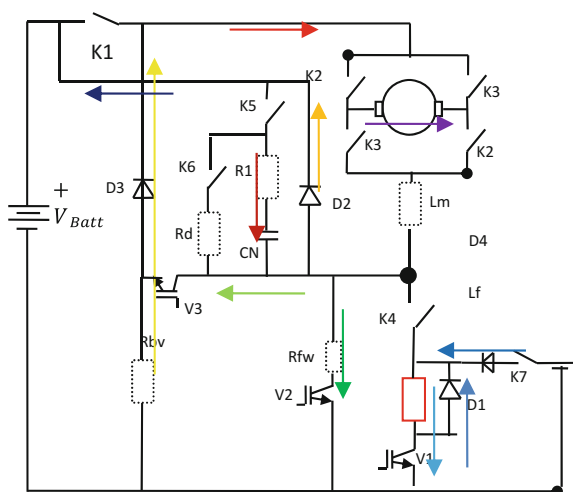 K1
K2
K3
K5
K3
K2
K6
R1
+
V_Batt
D3
D2
Lm
Rd
CN
D4
V3
Lf
K4
Rbv
Rfw
K7
V2
D1
V1